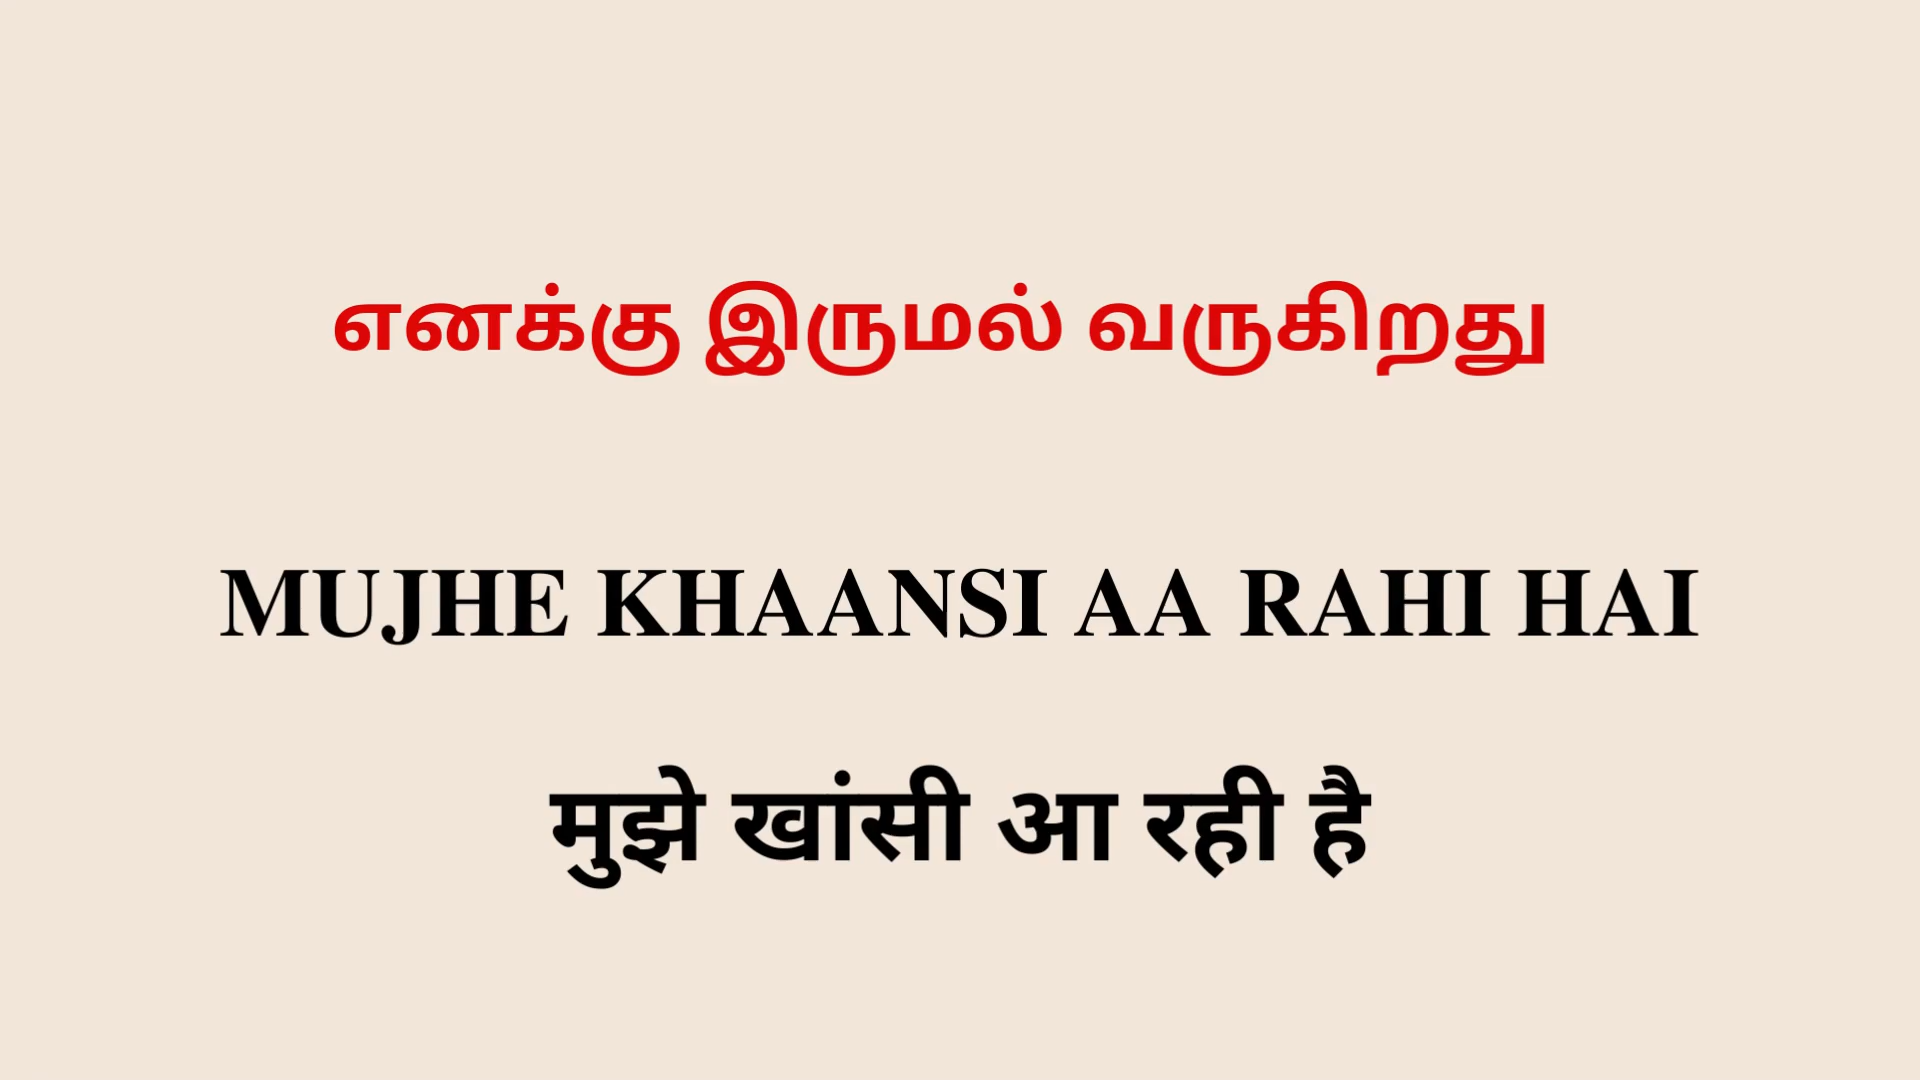 எனக்கு இருமல் வருகிறது
MUJHE KHAANSI AA RAHI HAI
मुझे खांसी आ रही है